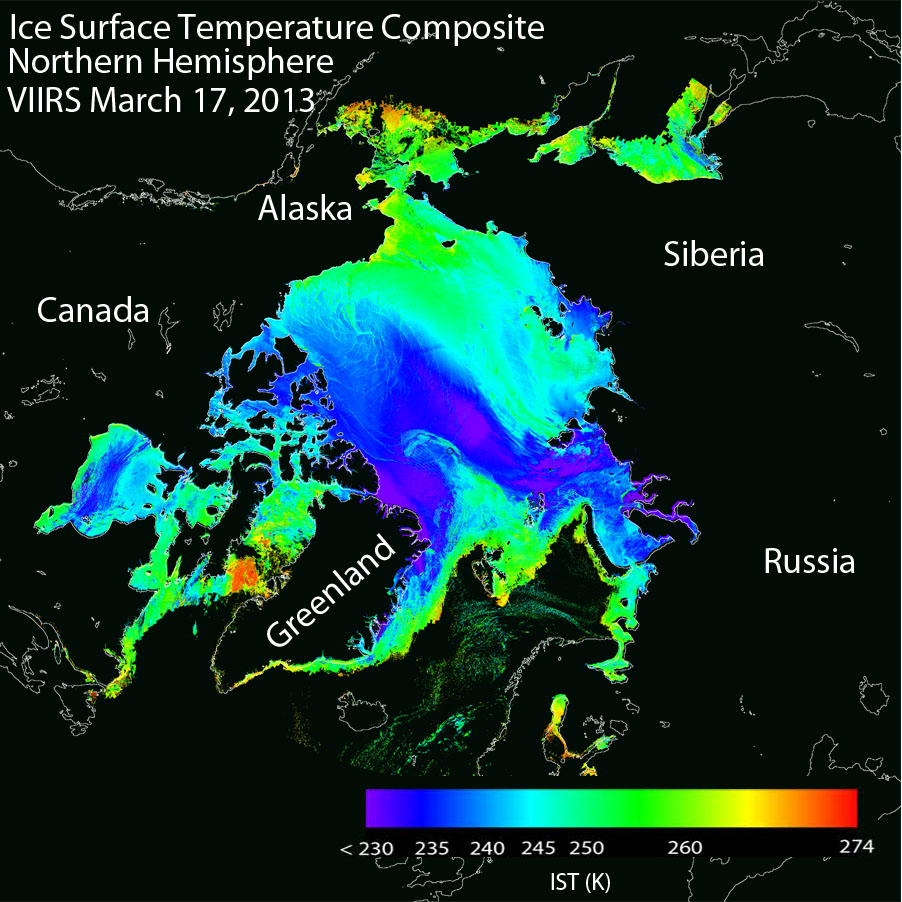 Ice Surface Temperature Composite
Northern Hemisphere
VIIRS March 17, 2013
Alaska
Siberia
Canada
Greenland
Russia
< 230 235 240 245 250 260 274
IST (K)